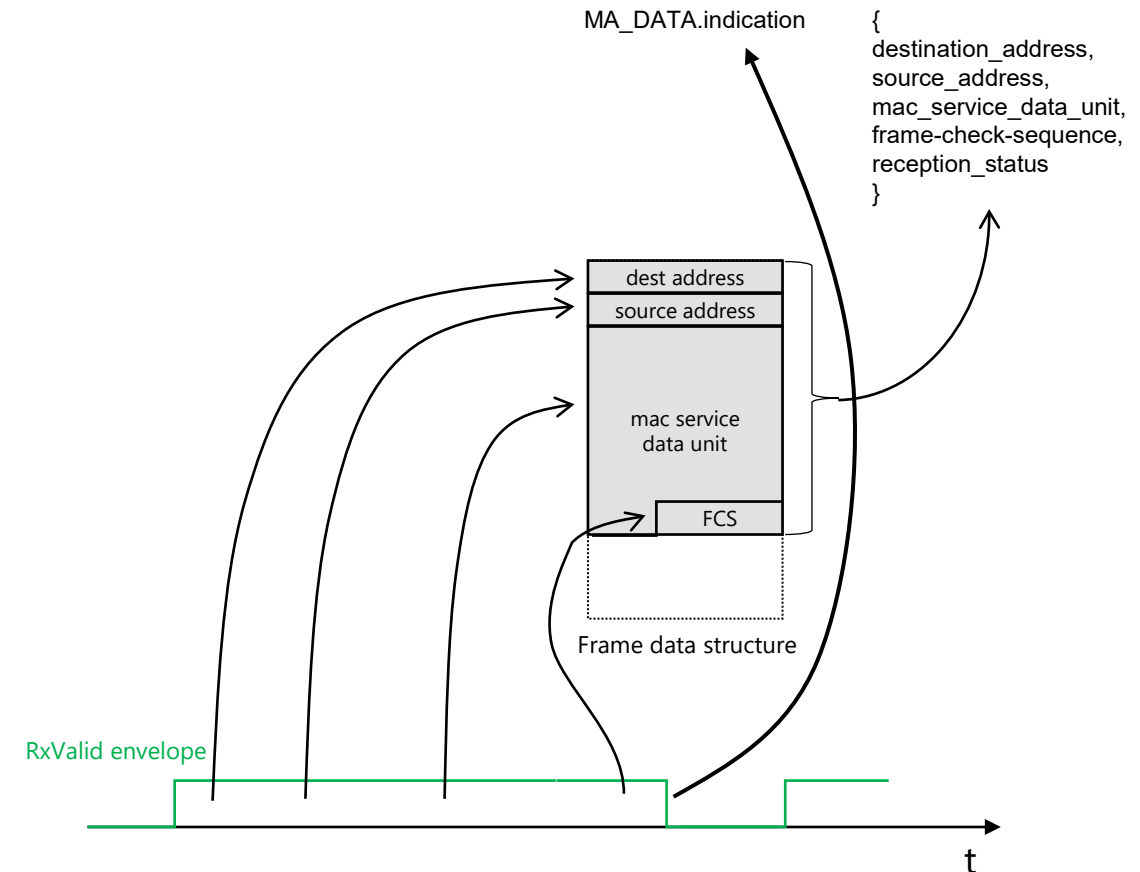 MA_DATA.indication
{
destination_address,
source_address,
mac_service_data_unit,
frame-check-sequence,
reception_status
}
dest address
source address
mac service
data unit
FCS
Frame data structure
RxValid envelope
t